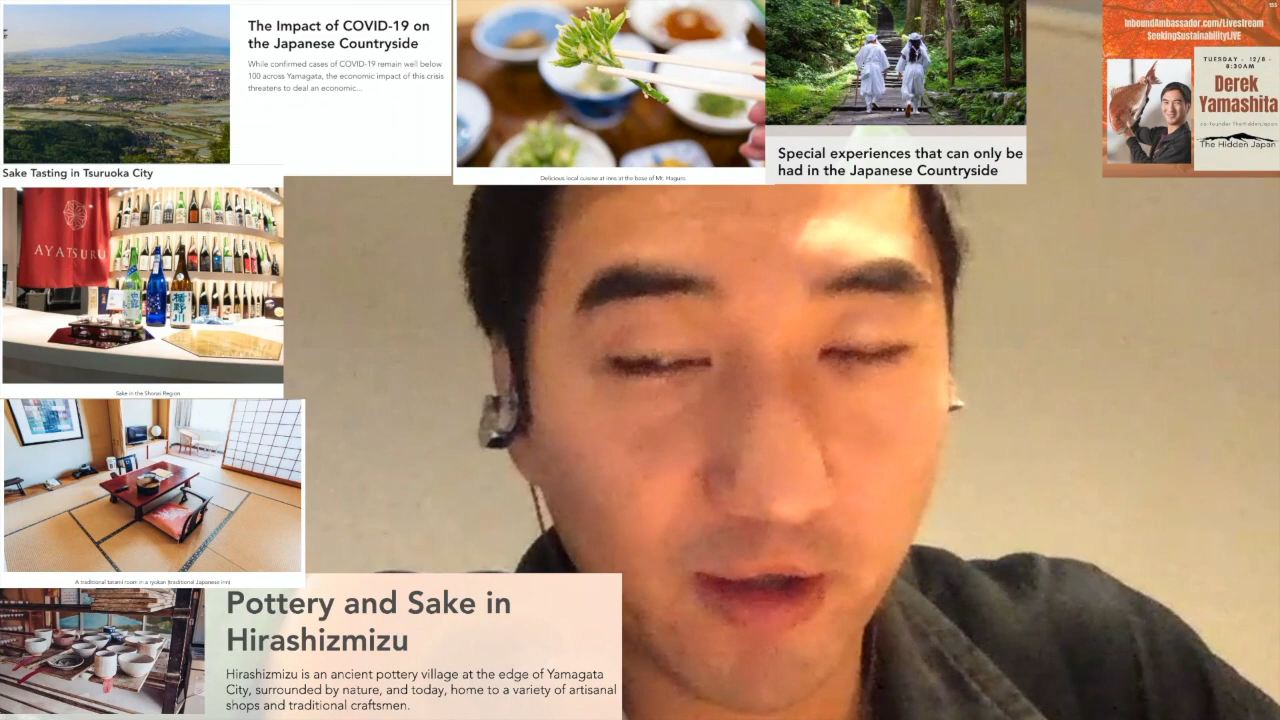 The Impact of COVID-19 on
the Japanese Countryside
While confirmed cases of COVID-19 remain well below
100 across Yamagata, the economic impact of this crisis
threatens to deal an economic...
Delicious local cuisine at inns at the base of Mt. Haguro
Special experiences that can only be
had in the Japanese Countryside
InboundAmbassador.com/Livestream
SeekingSustainabilityLIVE
TUESDAY - 12/8 -
8:30AM
Derek
Yamashita
co-founder TheHiddenJapan
The Hidden Japan
Sake Tasting in Tsuruoka City
AYATSURU
Sake in the Shonai Region
A traditional tatami room in a ryokan (traditional Japanese inn)
Pottery and Sake in
Hirashizmizu
Hirashizmizu is an ancient pottery village at the edge of Yamagata
City, surrounded by nature, and today, home to a variety of artisanal
shops and traditional craftsmen.